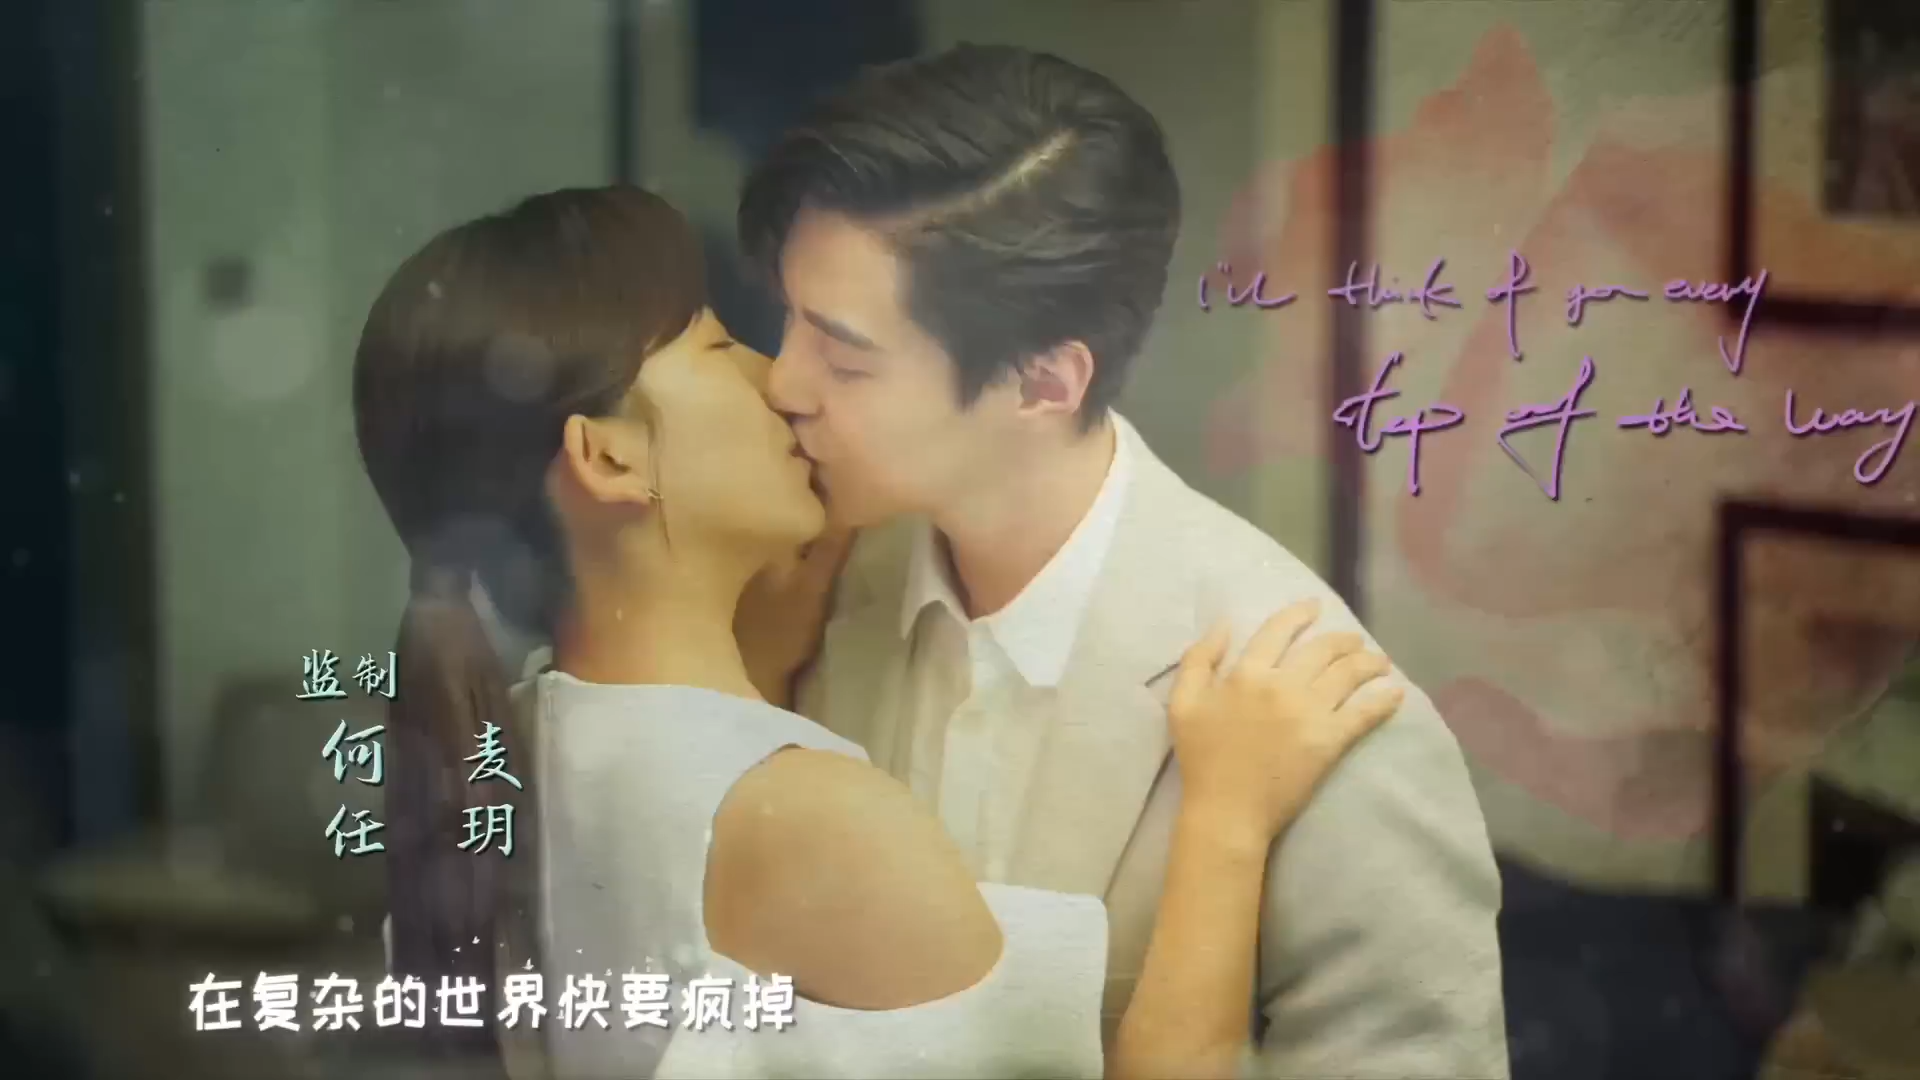 I'll think of you every
step of the way
监制
何 麦
任 玥
在复杂的世界快要疯掉